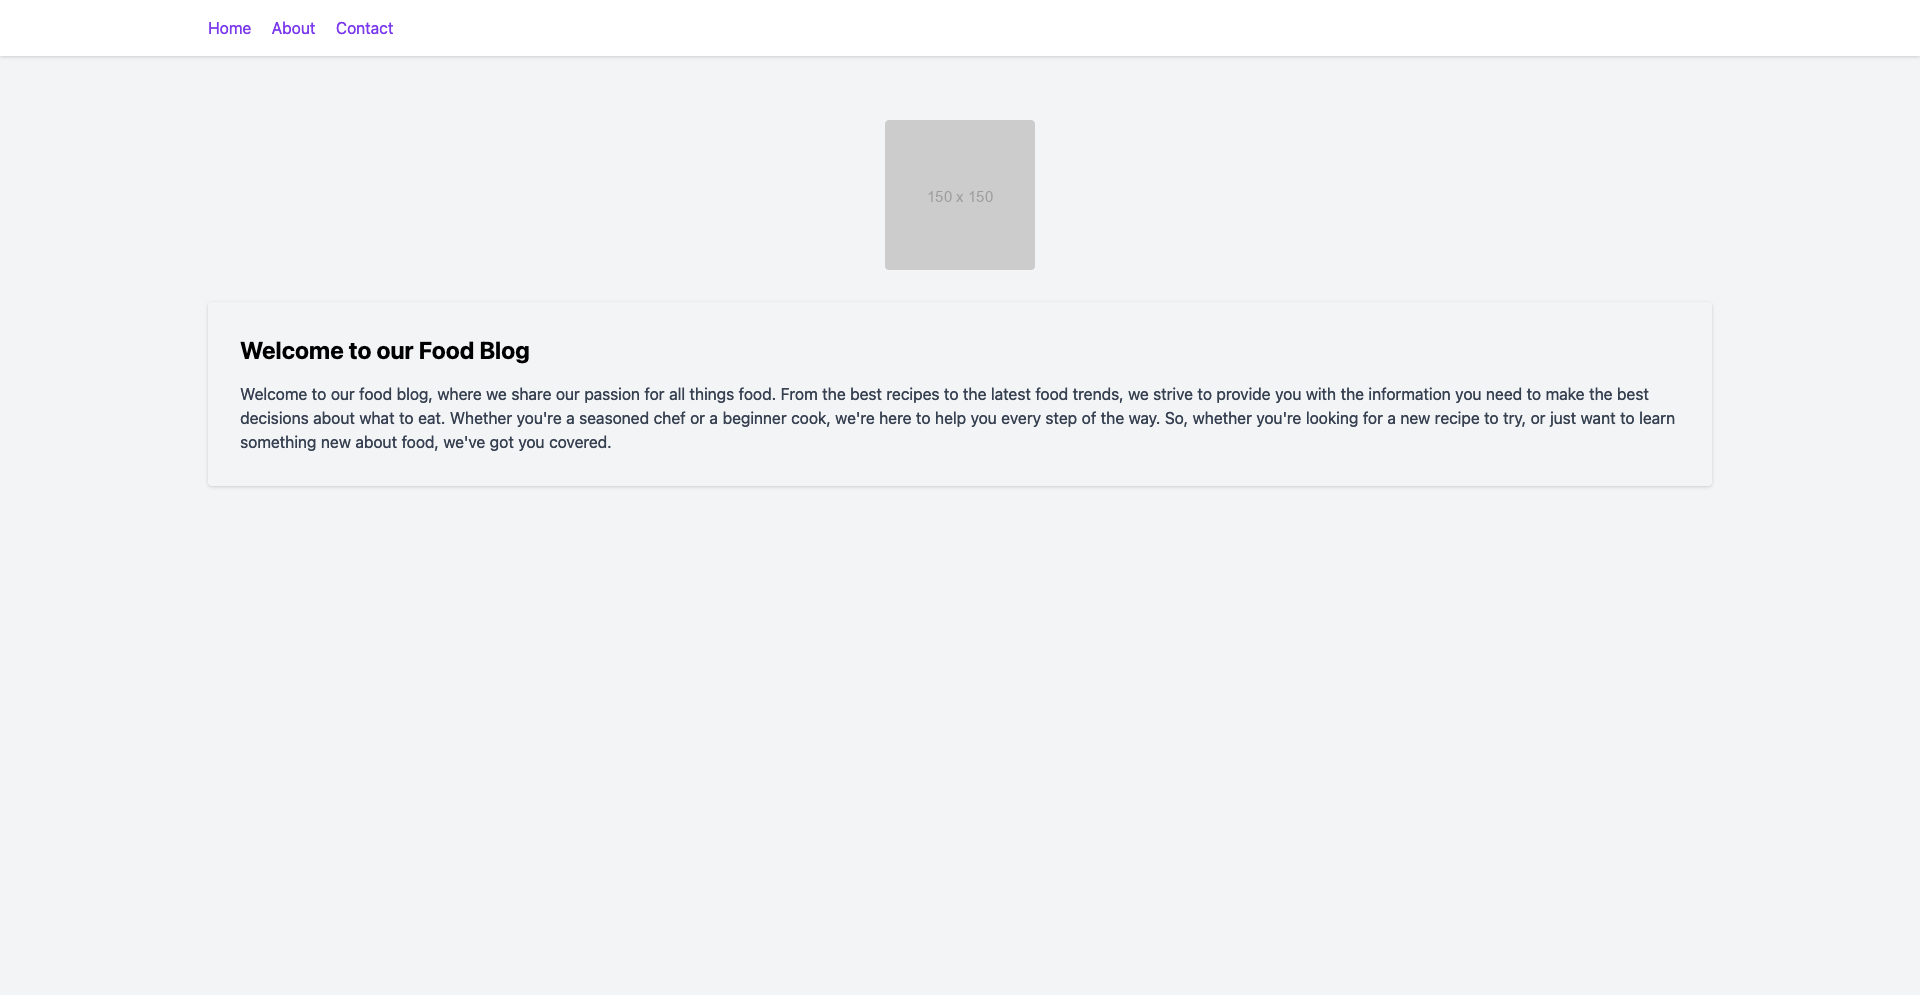 Home About Contact
150 x 150
Welcome to our Food Blog
Welcome to our food blog, where we share our passion for all things food. From the best recipes to the latest food trends, we strive to provide you with the information you need to make the best
decisions about what to eat. Whether you're a seasoned chef or a beginner cook, we're here to help you every step of the way. So, whether you're looking for a new recipe to try, or just want to learn
something new about food, we've got you covered.